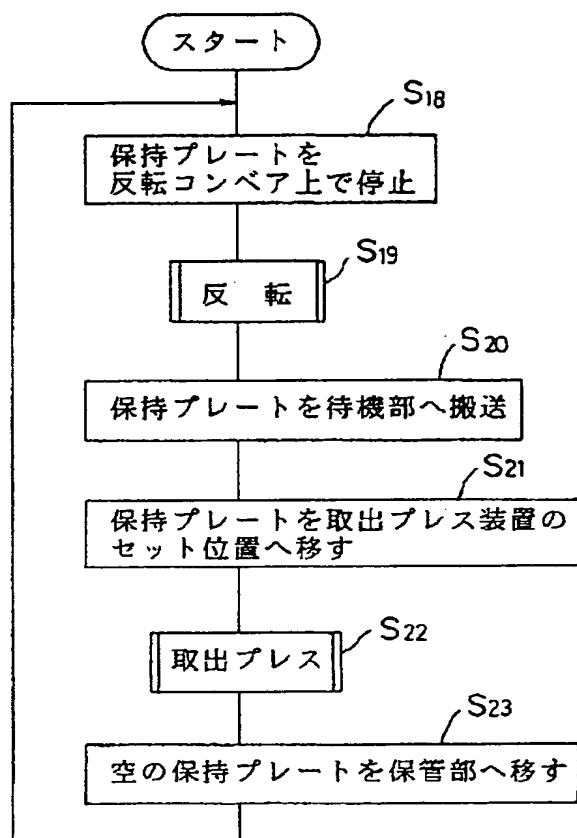 スタート
S18
保持プレートを
反転コンベア上で停止
S19
反 転
S20
保持プレートを待機部へ搬送
S21
保持プレートを取出プレス装置の
セット位置へ移す
S22
取出プレス
S23
空の保持プレートを保管部へ移す